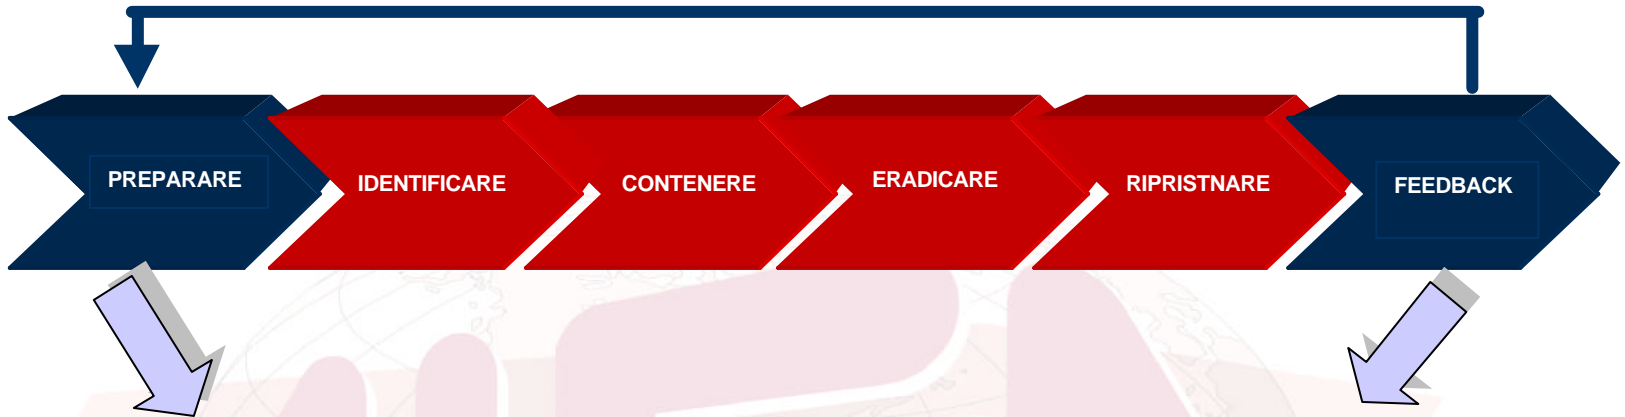 PREPARARE
IDENTIFICARE
CONTENERE
ERADICARE
RIPRISTNARE
FEEDBACK